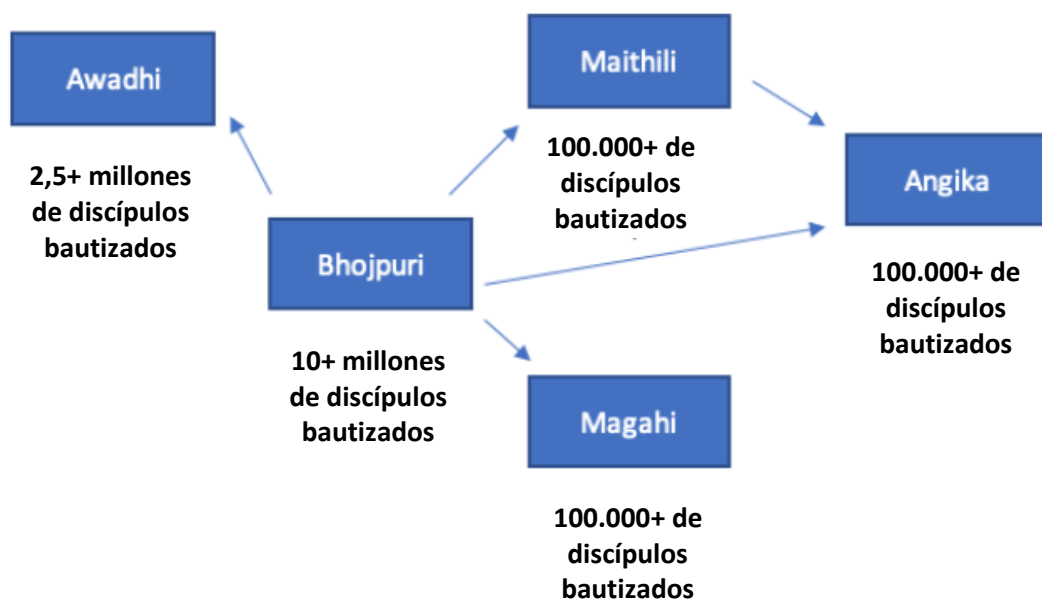 Awadhi
2,5+ millones
de discípulos
bautizados
Maithili
100.000+ de
discípulos
bautizados
Angika
100.000+ de
discípulos
bautizados
Bhojpuri
10+ millones
de discípulos
bautizados
Magahi
100.000+ de
discípulos
bautizados